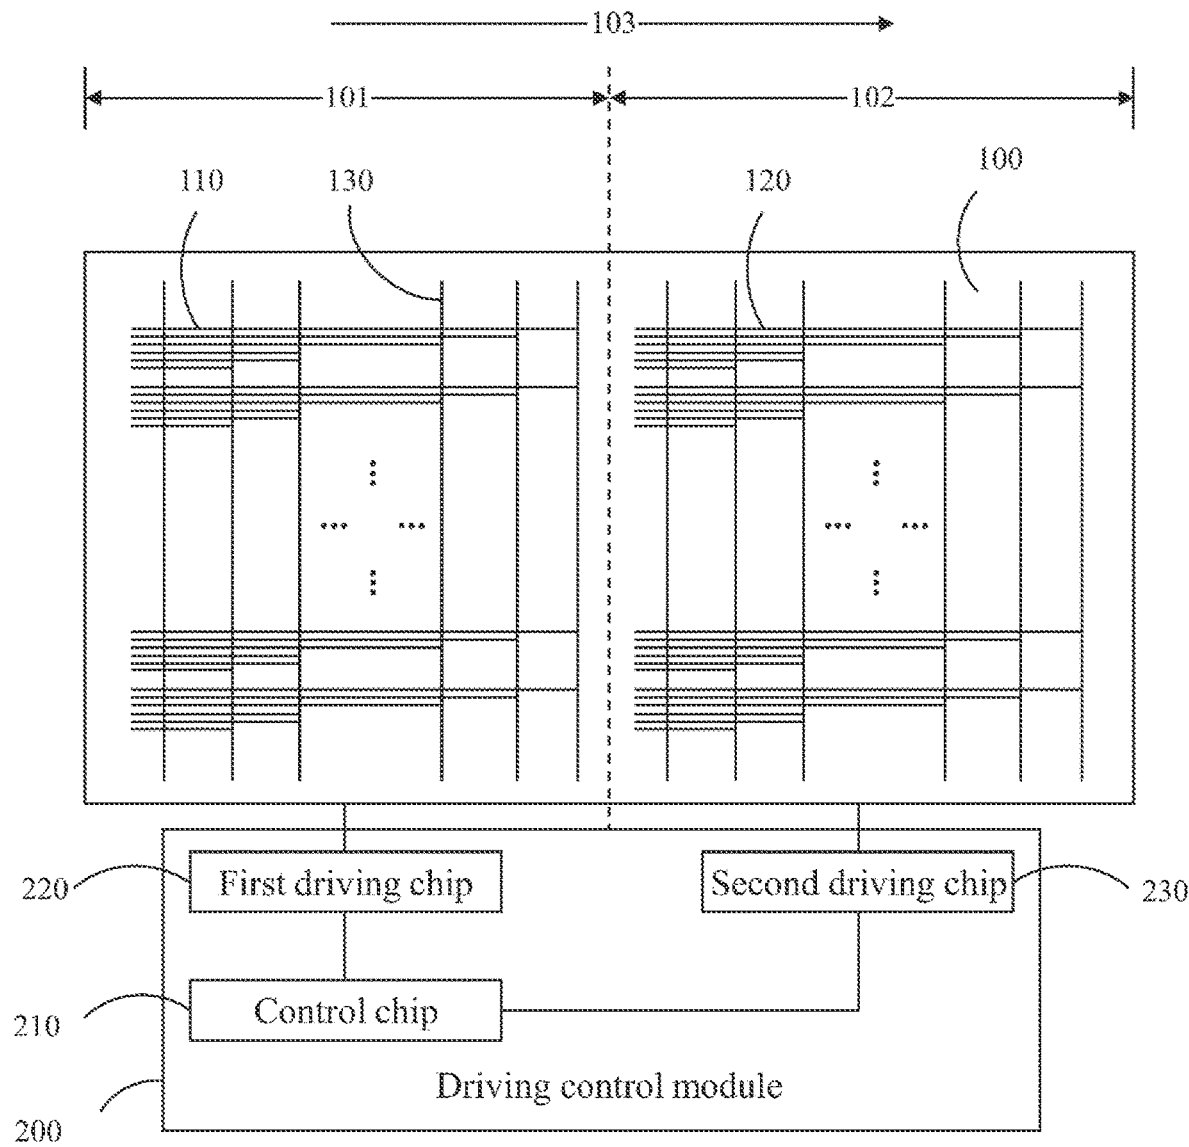 103
101
102
110
130
120
100
220
First driving chip
Second driving chip
230
210
Control chip
Driving control module
200